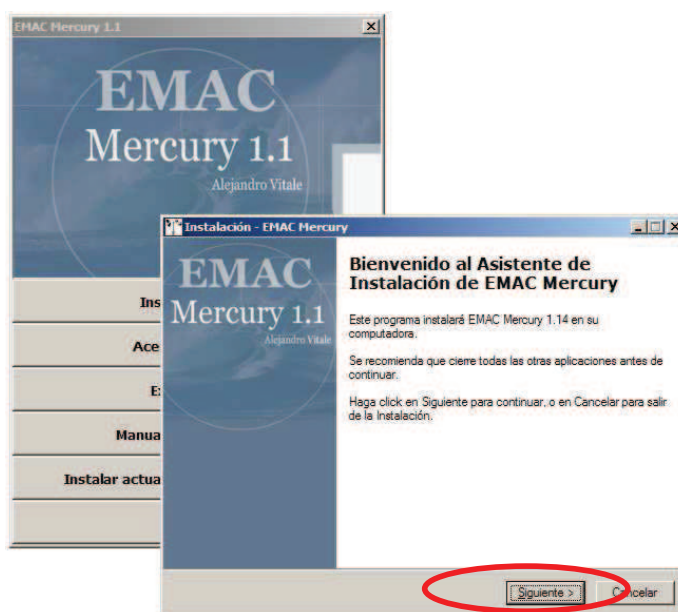 EMAC Mercury 1.1
EMAC
Mercury 1.1
Alejandro Vitale
Instalación - EMAC Mercury
EMAC
Mercury 1.1
Alejandro Vitale
Bienvenido al Asistente de
Instalación de EMAC Mercury
Este programa instalará EMAC Mercury 1.14 en su
computadora.
Se recomienda que cierre todas las otras aplicaciones antes de
continuar.
Haga click en Siguiente para continuar, o en Cancelar para salir
de la Instalación.
Ins
Ace
E
Manua
Instalar actua
Siguiente >
Cancelar